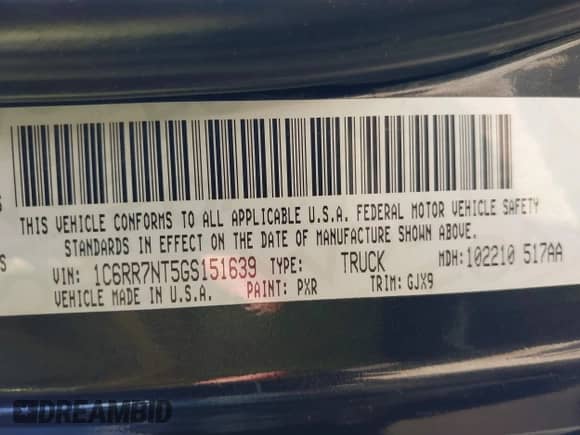 THIS VEHICLE CONFORMS TO ALL APPLICABLE U.S.A. FEDERAL MOTOR VEHICLE SAFETY
STANDARDS IN EFFECT ON THE DATE OF MANUFACTURE SHOWN ABOVE.
VIN: 1C6RR7NT5GS151639 TYPE: TRUCK MDH: 102210 517AA
VEHICLE MADE IN U.S.A. PAINT: PXR TRIM: GJX9
DREAMBID